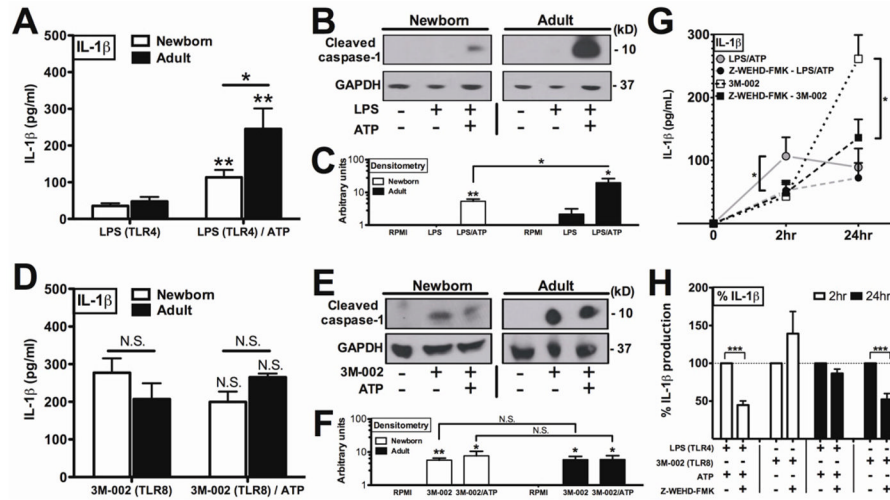 A
IL-1β
Newborn
Adult
IL-1β (pg/ml)
500
400
300
200
100
0
*
**
**
LPS (TLR4)
LPS (TLR4) / ATP
B
Newborn
Adult
(kD)
Cleaved
caspase-1
- 10
GAPDH
- 37
LPS - + + - + +
ATP - - + - - +
C
Densitometry
Newborn
Adult
Arbitrary units
100
10
1
**
*
*
RPMI LPS LPS/ATP RPMI LPS LPS/ATP
D
IL-1β
Newborn
Adult
IL-1β (pg/ml)
500
400
300
200
100
0
N.S.
N.S.
N.S.
N.S.
3M-002 (TLR8)
3M-002 (TLR8) / ATP
E
Newborn
Adult
(kD)
Cleaved
caspase-1
- 10
GAPDH
- 37
3M-002 - + + - + +
ATP - - + - - +
F
Densitometry
Newborn
Adult
Arbitrary units
100
10
1
N.S.
N.S.
**
*
*
*
RPMI 3M-002 3M-002/ATP RPMI 3M-002 3M-002/ATP
G
IL-1β
LPS/ATP
Z-WEHD-FMK - LPS/ATP
3M-002
Z-WEHD-FMK - 3M-002
IL-1β (pg/mL)
300
200
100
*
*
0
2hr
24hr
H
% IL-1β
2hr
24hr
% IL-1β production
200
150
100
50
***
***
LPS (TLR4) + + - - + + - -
3M-002 (TLR8) - - + + - - + +
ATP + + - - + + - -
Z-WEHD-FMK - + - + - + - +